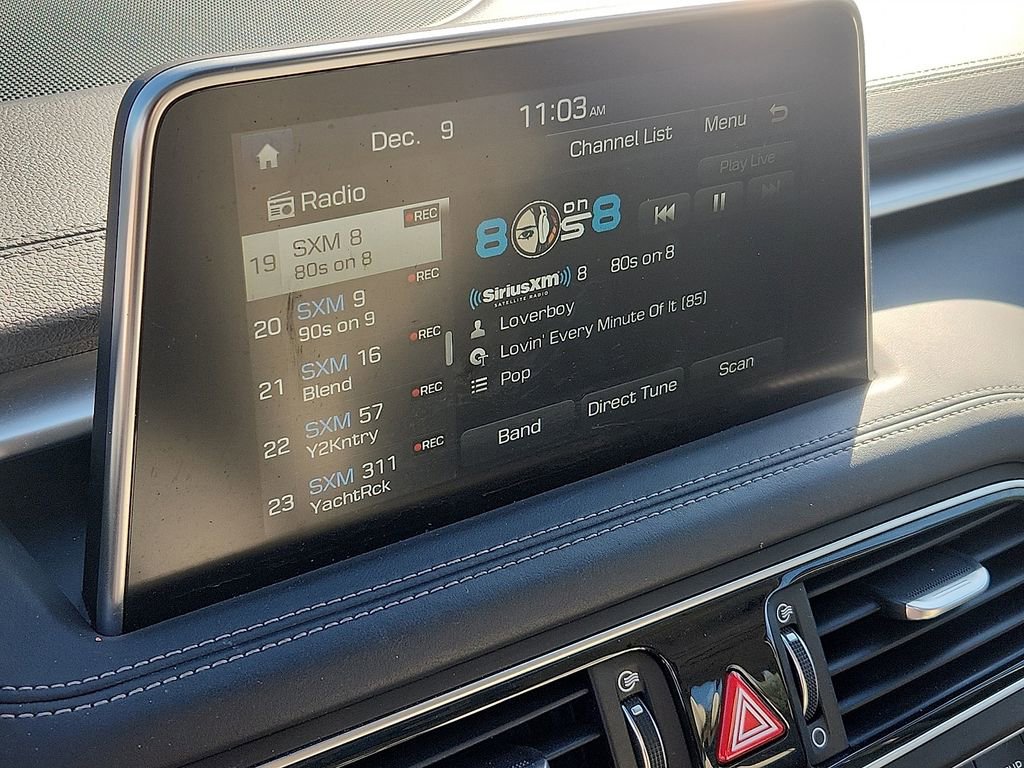 Dec. 9
11:03 AM
Channel List
Menu
Play Live
Radio
REC
19
SXM 8
80s on 8
REC
20
SXM 9
90s on 9
REC
21
SXM 16
Blend
REC
22
SXM 57
Y2Kntry
REC
23
SXM 311
YachtRck
80s on 8
SiriusXM 8
SATELLITE RADIO
80s on 8
Loverboy
Lovin' Every Minute Of It (85)
Pop
Band
Direct Tune
Scan